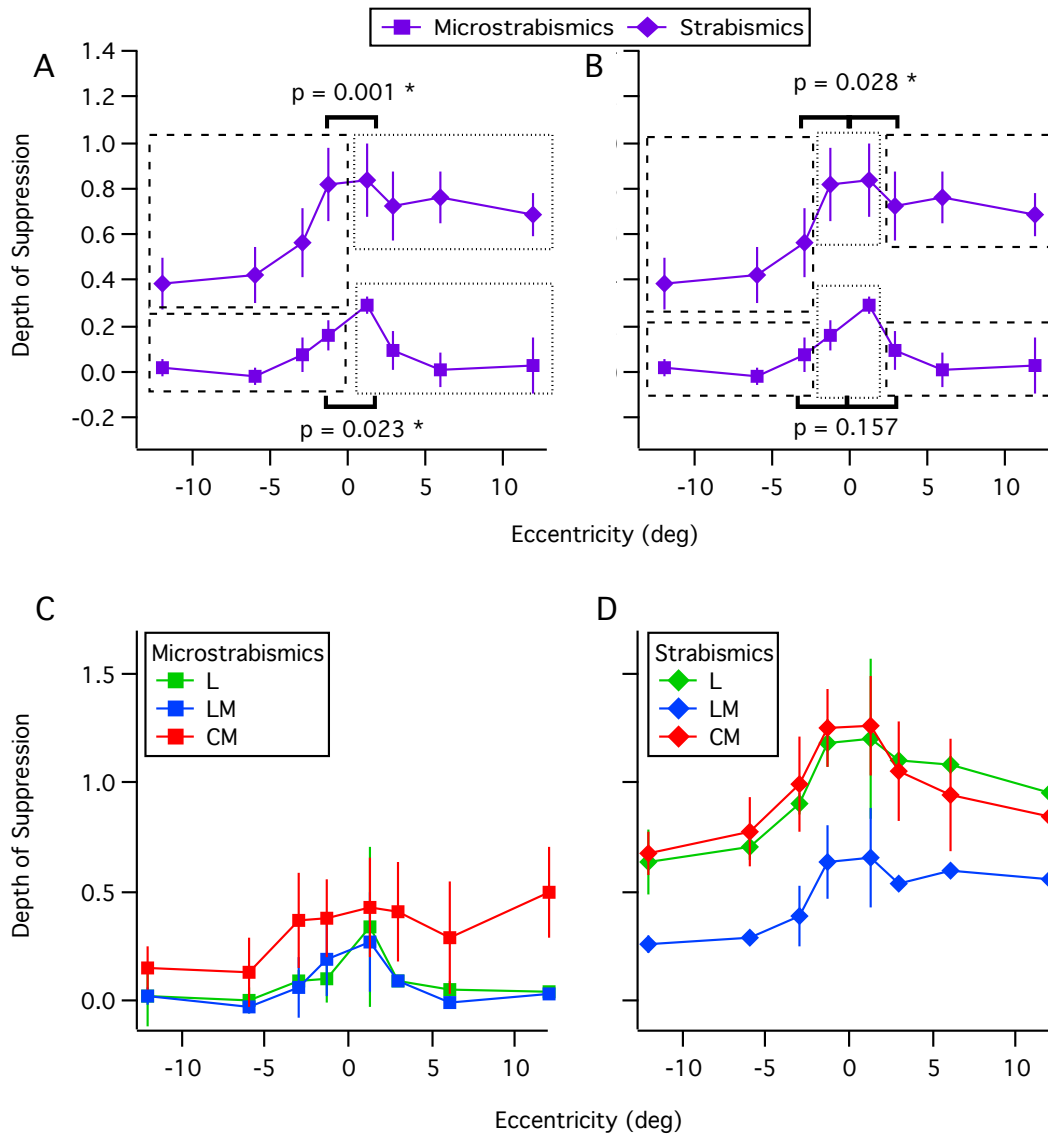 Microstrabismics Strabismics
A
B
1.4
1.2
1.0
0.8
0.6
0.4
0.2
0.0
-0.2
Depth of Suppression
p = 0.001 *
p = 0.023 *
p = 0.028 *
p = 0.157
-10 -5 0 5 10
-10 -5 0 5 10
Eccentricity (deg)
C
D
Microstrabismics
L
LM
CM
Strabismics
L
LM
CM
1.5
1.0
0.5
0.0
Depth of Suppression
-10 -5 0 5 10
-10 -5 0 5 10
Eccentricity (deg)